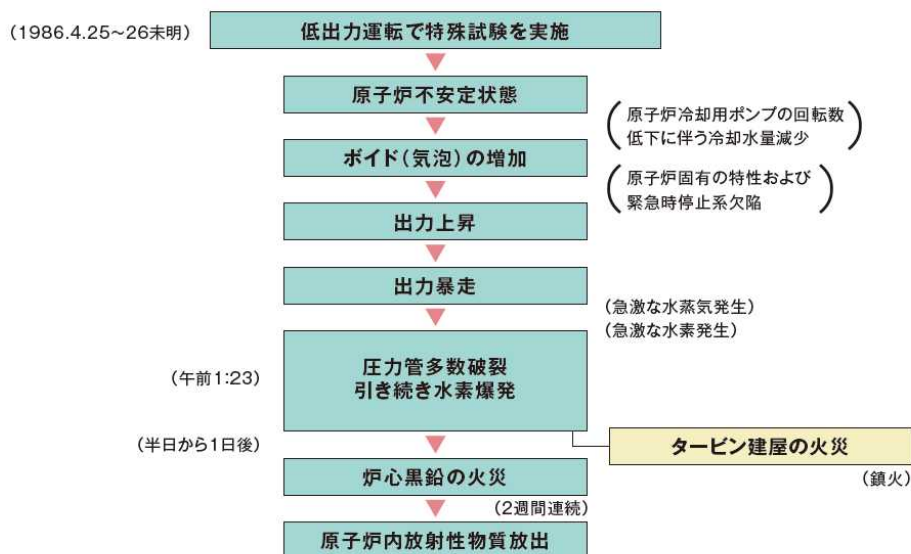 (1986.4.25~26未明)
低出力運転で特殊試験を実施
原子炉不安定状態
原子炉冷却用ポンプの回転数
低下に伴う冷却水量減少
ボイド(気泡)の増加
原子炉固有の特性および
緊急時停止系欠陥
出力上昇
出力暴走
(急激な水蒸気発生)
(急激な水素発生)
(午前1:23)
圧力管多数破裂
引き続き水素爆発
(半日から1日後)
タービン建屋の火災
(鎮火)
炉心黒鉛の火災
(2週間連続)
原子炉内放射性物質放出